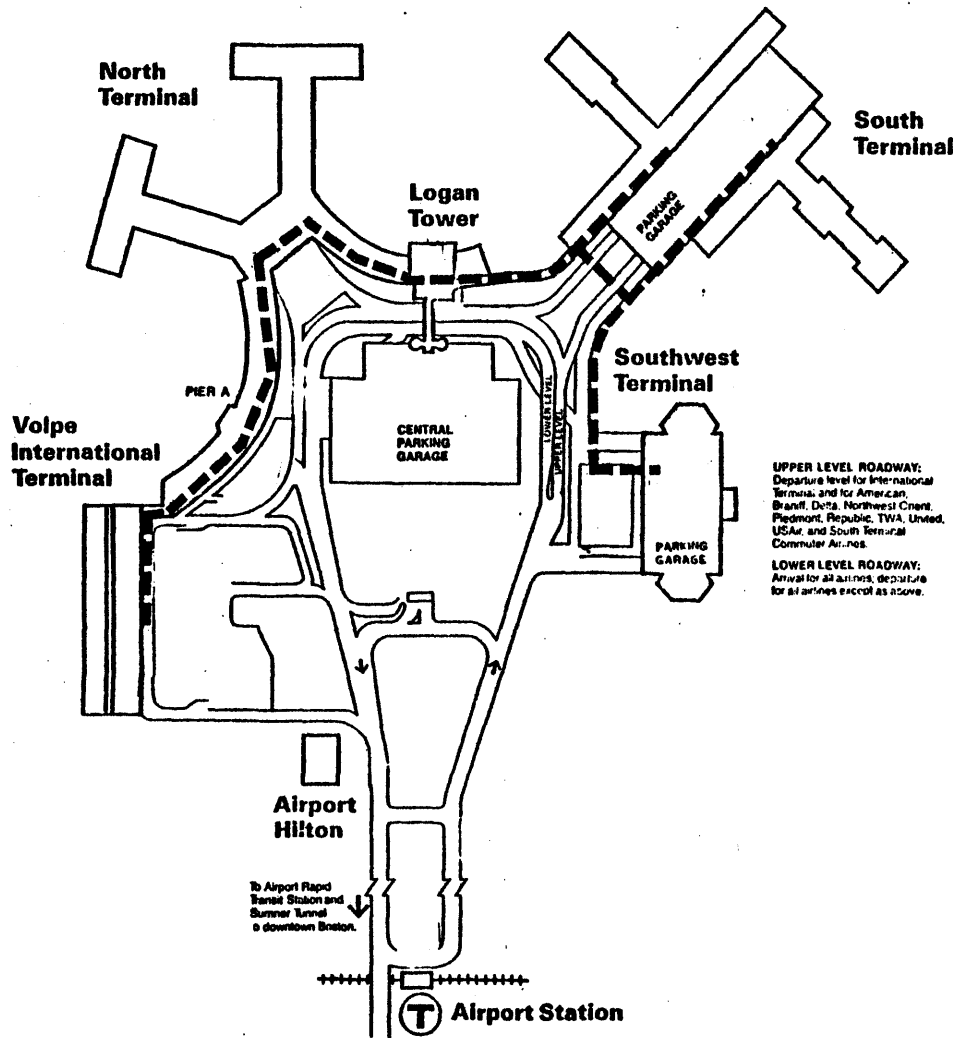 North
Terminal
South
Terminal
Logan
Tower
PARKING
GARAGE
Southwest
Terminal
PIER A
LOWER LEVEL
UPPER LEVEL
Volpe
International
Terminal
CENTRAL
PARKING
GARAGE
UPPER LEVEL ROADWAY:
Departure level for International
Terminal and for American,
Braniff, Delta, Northwest Orient,
Piedmont, Republic, TWA, United,
USAir, and South Terminal
Commuter Airlines.
PARKING
GARAGE
LOWER LEVEL ROADWAY:
Arrival for all airlines; departure
for all airlines except as above.
Airport
Hilton
To Airport Rapid
Transit Station and
Sumner Tunnel
to downtown Boston.
T Airport Station